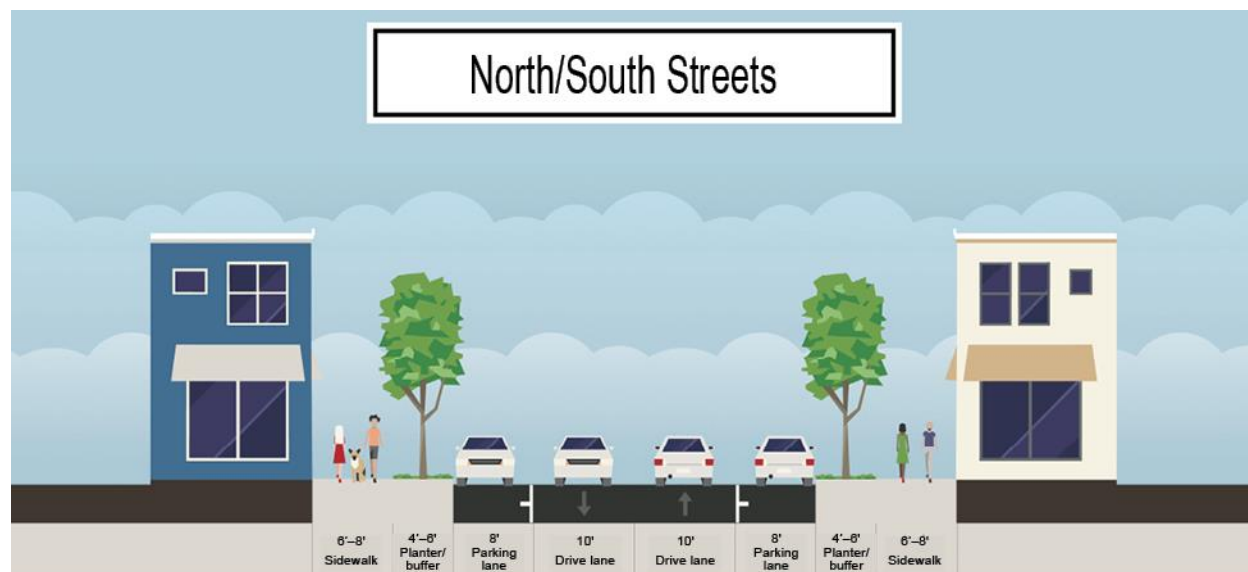 North/South Streets
6'–8'
Sidewalk
4'–6'
Planter/
buffer
8'
Parking
lane
10'
Drive lane
10'
Drive lane
8'
Parking
lane
4'–6'
Planter/
buffer
6'–8'
Sidewalk